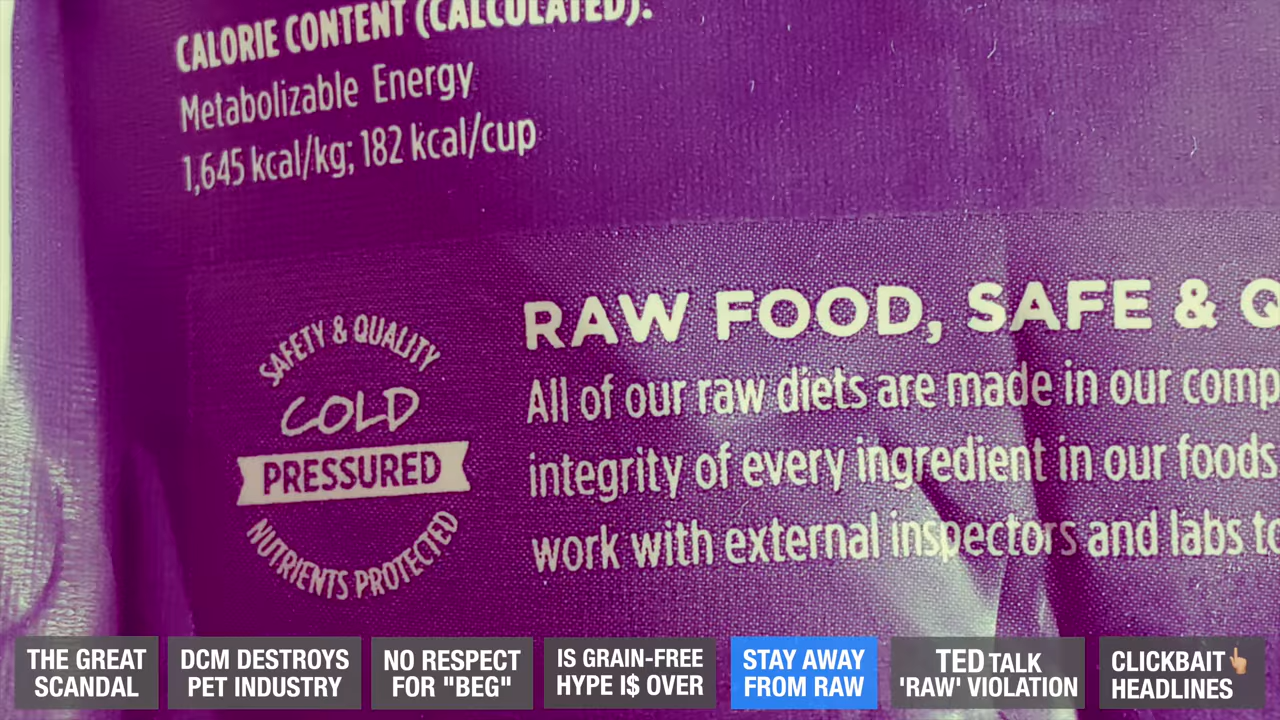 CALORIE CONTENT (CALCULATED):
Metabolizable Energy
1,645 kcal/kg; 182 kcal/cup
SAFETY & QUALITY
COLD
PRESSURED
NUTRIENTS PROTECTED
RAW FOOD, SAFE & Q
All of our raw diets are made in our comp
integrity of every ingredient in our foods
work with external inspectors and labs to
THE GREAT
SCANDAL
DCM DESTROYS
PET INDUSTRY
NO RESPECT
FOR "BEG"
IS GRAIN-FREE
HYPE I$ OVER
STAY AWAY
FROM RAW
TED TALK
'RAW' VIOLATION
CLICKBAIT👆🏼
HEADLINES